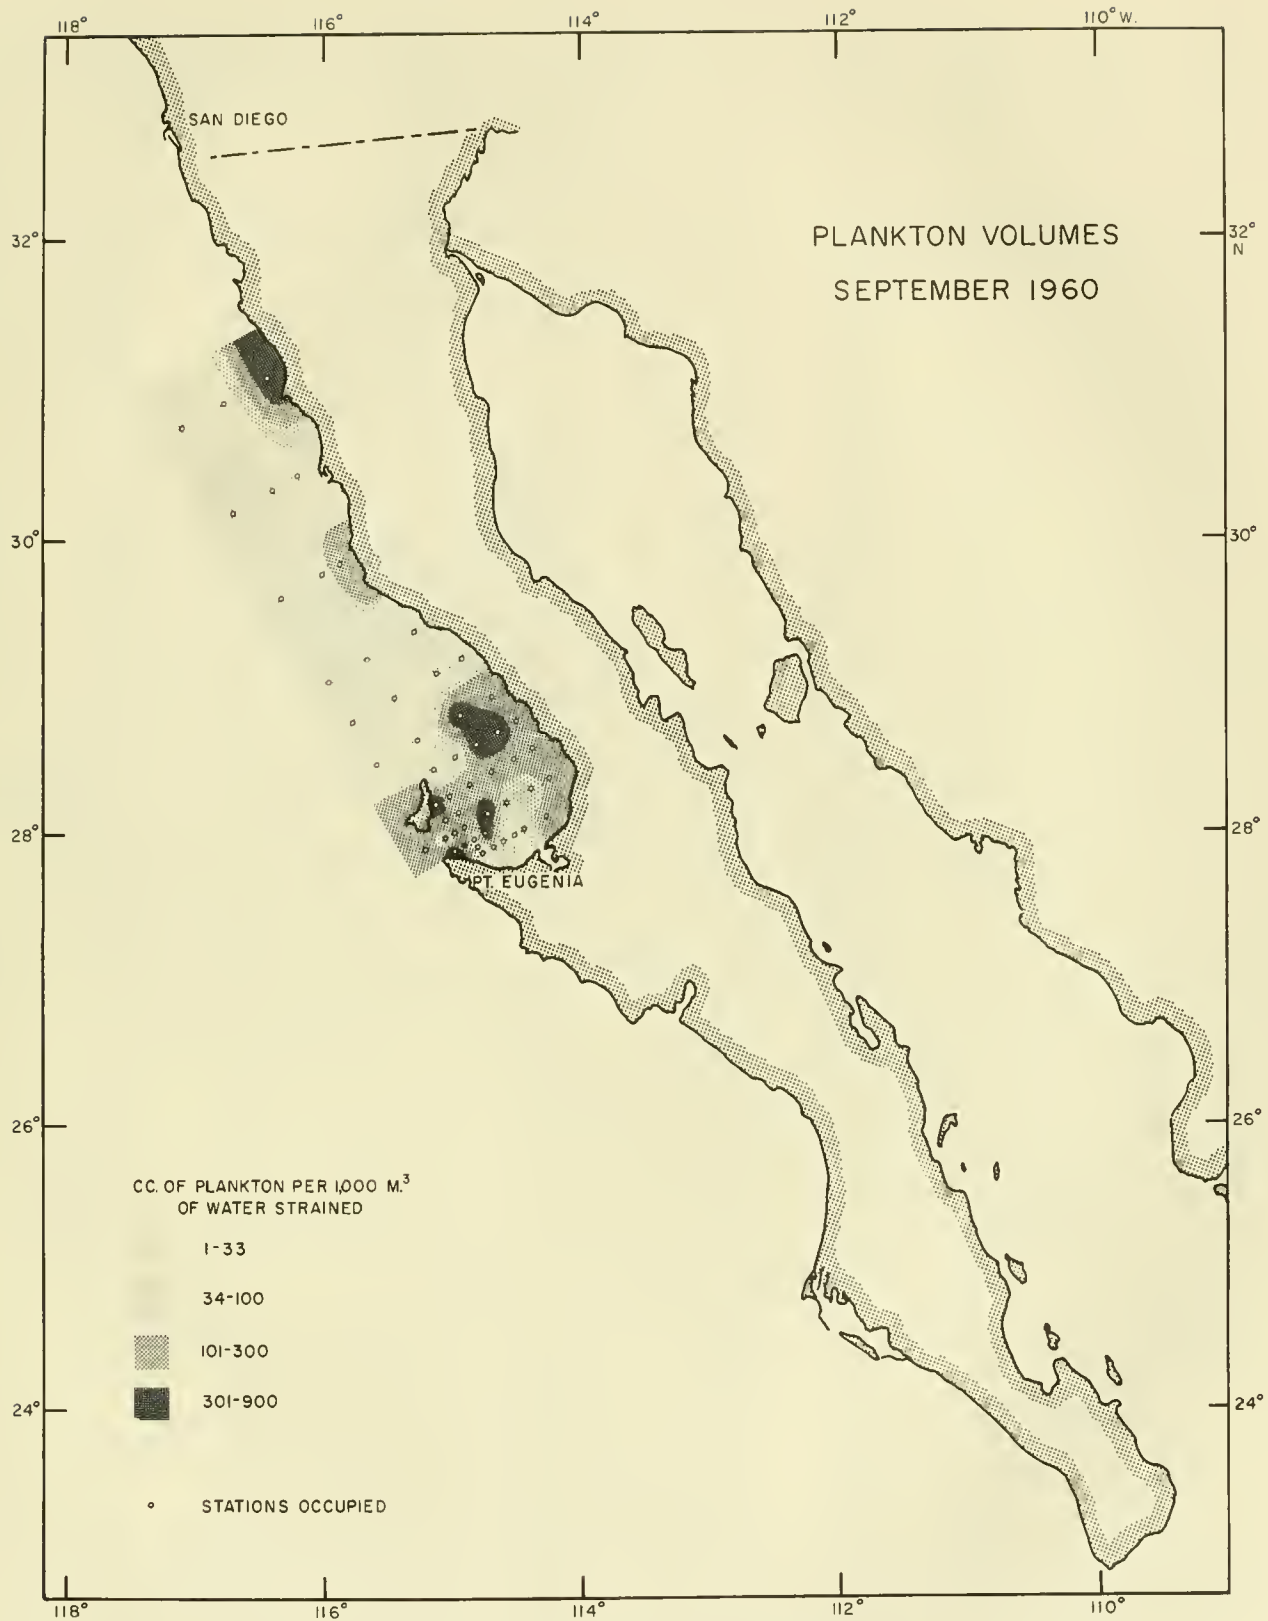 118° 116° 114° 112° 110° W.
SAN DIEGO
PLANKTON VOLUMES
SEPTEMBER 1960
32° 32°
N
30° 30°
28° 28°
PT. EUGENIA
26° 26°
CC. OF PLANKTON PER 1,000 M.³
OF WATER STRAINED
1-33
34-100
101-300
301-900
24° 24°
STATIONS OCCUPIED
118° 116° 114° 112° 110°